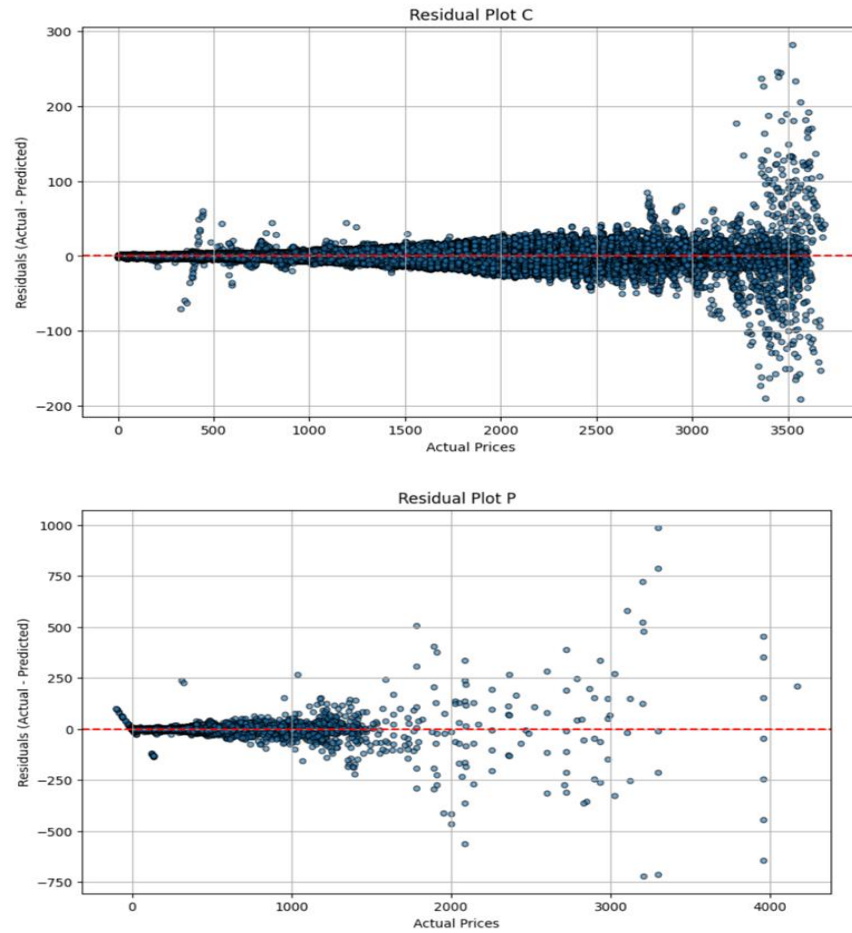 Residual Plot C
Residuals (Actual - Predicted)
300
200
100
0
−100
−200
0 500 1000 1500 2000 2500 3000 3500
Actual Prices
Residual Plot P
Residuals (Actual - Predicted)
1000
750
500
250
0
−250
−500
−750
0 1000 2000 3000 4000
Actual Prices